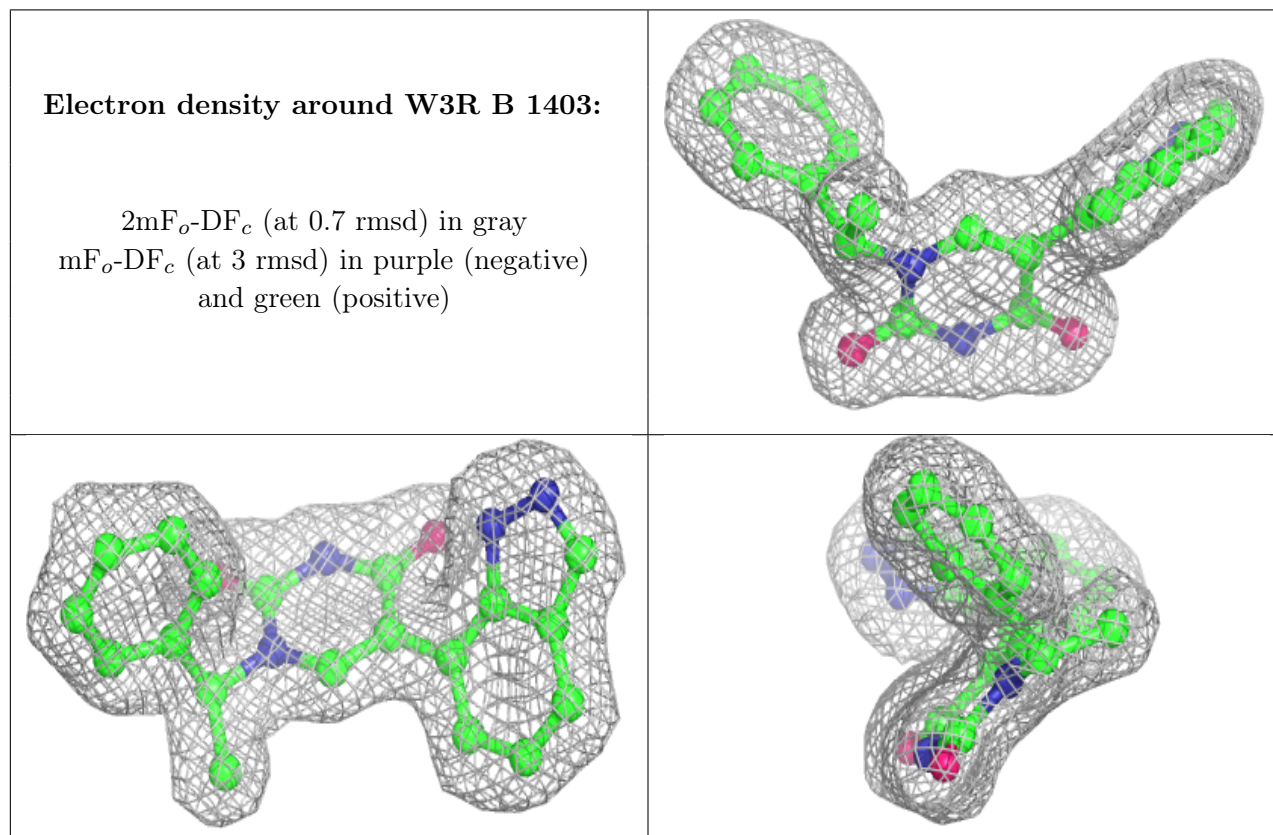 Electron density around W3R B 1403:
2mFo-DFc (at 0.7 rmsd) in gray
mFo-DFc (at 3 rmsd) in purple (negative)
and green (positive)